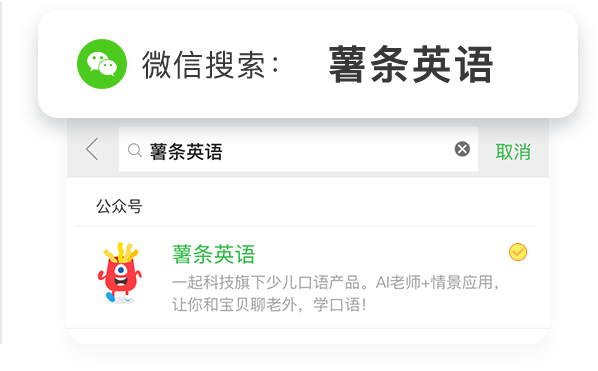 微信搜索： 薯条英语
薯条英语 取消
公众号
薯条英语
一起科技旗下少儿口语产品。AI老师+情景应用，
让你和宝贝聊老外，学口语！